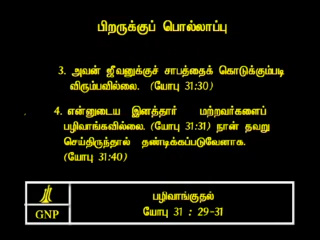 பிறருக்குப் பொல்லாப்பு
3. அவன் ஜீவனுக்குச் சாபத்தைக் கொடுக்கும்படி
விரும்பவில்லை. (யோபு 31:30)
4. என்னுடைய இனத்தார் மற்றவர்களைப்
பழிவாங்கவில்லை. (யோபு 31:31) நான் தவறு
செய்திருந்தால் தண்டிக்கப்படுவேனாக.
(யோபு 31:40)
பழிவாங்குதல்
GNP
யோபு 31 : 29-31